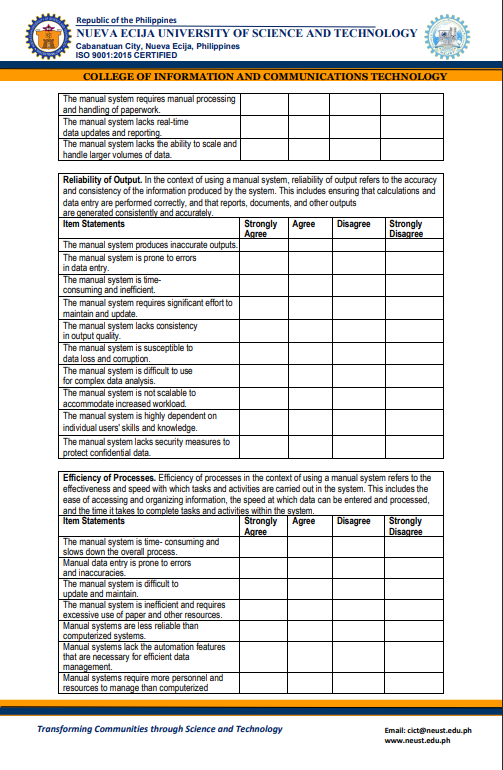 Republic of the Philippines
NUEVA ECIJA UNIVERSITY OF SCIENCE AND TECHNOLOGY
Cabanatuan City, Nueva Ecija, Philippines
ISO 9001:2015 CERTIFIED
COLLEGE OF INFORMATION AND COMMUNICATIONS TECHNOLOGY
The manual system requires manual processing
and handling of paperwork.
The manual system lacks real-time
data updates and reporting.
The manual system lacks the ability to scale and
handle larger volumes of data.
Reliability of Output. In the context of using a manual system, reliability of output refers to the accuracy
and consistency of the information produced by the system. This includes ensuring that calculations and
data entry are performed correctly, and that reports, documents, and other outputs
are generated consistently and accurately.
Item Statements Strongly Agree Agree Disagree Strongly Disagree
The manual system produces inaccurate outputs.
The manual system is prone to errors
in data entry.
The manual system is time-
consuming and inefficient.
The manual system requires significant effort to
maintain and update.
The manual system lacks consistency
in output quality.
The manual system is susceptible to
data loss and corruption.
The manual system is difficult to use
for complex data analysis.
The manual system is not scalable to
accommodate increased workload.
The manual system is highly dependent on
individual users' skills and knowledge.
The manual system lacks security measures to
protect confidential data.
Efficiency of Processes. Efficiency of processes in the context of using a manual system refers to the
effectiveness and speed with which tasks and activities are carried out in the system. This includes the
ease of accessing and organizing information, the speed at which data can be entered and processed,
and the time it takes to complete tasks and activities within the system.
Item Statements Strongly Agree Agree Disagree Strongly Disagree
The manual system is time- consuming and
slows down the overall process.
Manual data entry is prone to errors
and inaccuracies.
The manual system is difficult to
update and maintain.
The manual system is inefficient and requires
excessive use of paper and other resources.
Manual systems are less reliable than
computerized systems.
Manual systems lack the automation features
that are necessary for efficient data
management.
Manual systems require more personnel and
resources to manage than computerized
Transforming Communities through Science and Technology
Email: cict@neust.edu.ph
www.neust.edu.ph